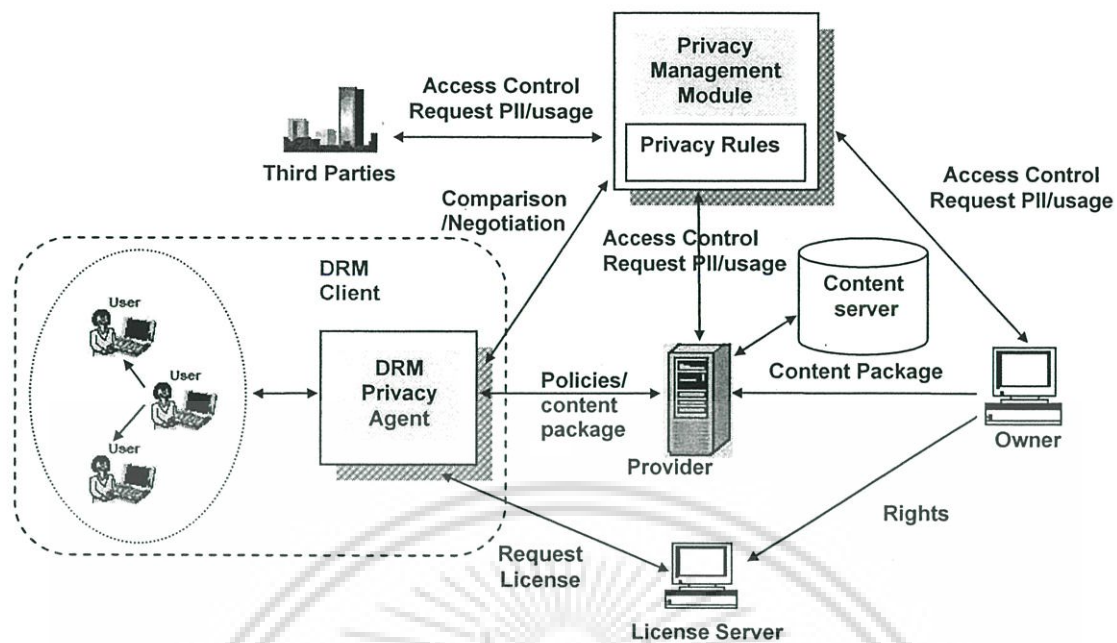 Privacy
Management
Module
Privacy Rules
Access Control
Request PII/usage
Third Parties
Comparison
/Negotiation
Access Control
Request PII/usage
Access Control
Request PII/usage
Content
server
DRM
Client
User
User
User
DRM
Privacy
Agent
Policies/
content
package
Provider
Content Package
Owner
Rights
Request
License
License Server